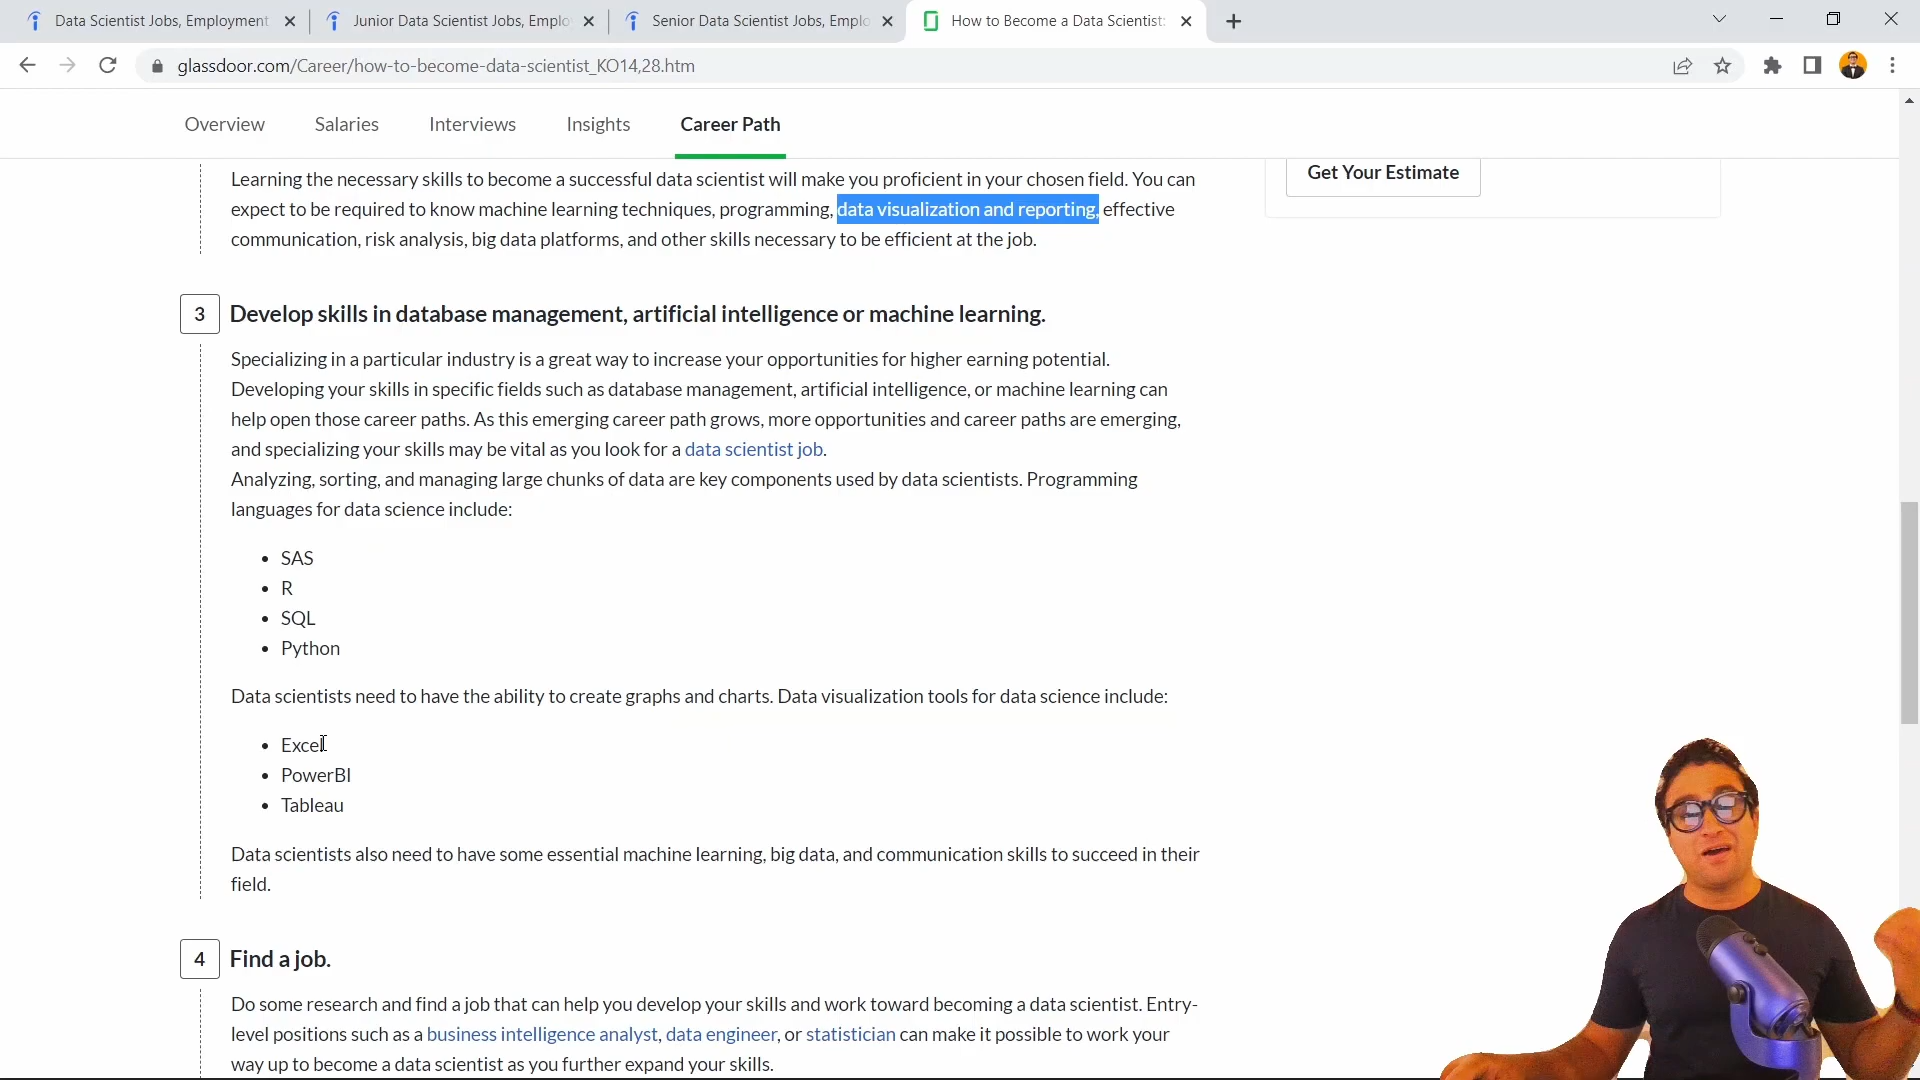 Data Scientist Jobs, Employment
Junior Data Scientist Jobs, Emplo
Senior Data Scientist Jobs, Emplo
How to Become a Data Scientist:
glassdoor.com/Career/how-to-become-data-scientist_KO14,28.htm
Overview
Salaries
Interviews
Insights
Career Path
Get Your Estimate
Learning the necessary skills to become a successful data scientist will make you proficient in your chosen field. You can
expect to be required to know machine learning techniques, programming, data visualization and reporting, effective
communication, risk analysis, big data platforms, and other skills necessary to be efficient at the job.
3
Develop skills in database management, artificial intelligence or machine learning.
Specializing in a particular industry is a great way to increase your opportunities for higher earning potential.
Developing your skills in specific fields such as database management, artificial intelligence, or machine learning can
help open those career paths. As this emerging career path grows, more opportunities and career paths are emerging,
and specializing your skills may be vital as you look for a data scientist job.
Analyzing, sorting, and managing large chunks of data are key components used by data scientists. Programming
languages for data science include:
• SAS
• R
• SQL
• Python
Data scientists need to have the ability to create graphs and charts. Data visualization tools for data science include:
• Excel
• PowerBI
• Tableau
Data scientists also need to have some essential machine learning, big data, and communication skills to succeed in their
field.
4
Find a job.
Do some research and find a job that can help you develop your skills and work toward becoming a data scientist. Entry-
level positions such as a business intelligence analyst, data engineer, or statistician can make it possible to work your
way up to become a data scientist as you further expand your skills.